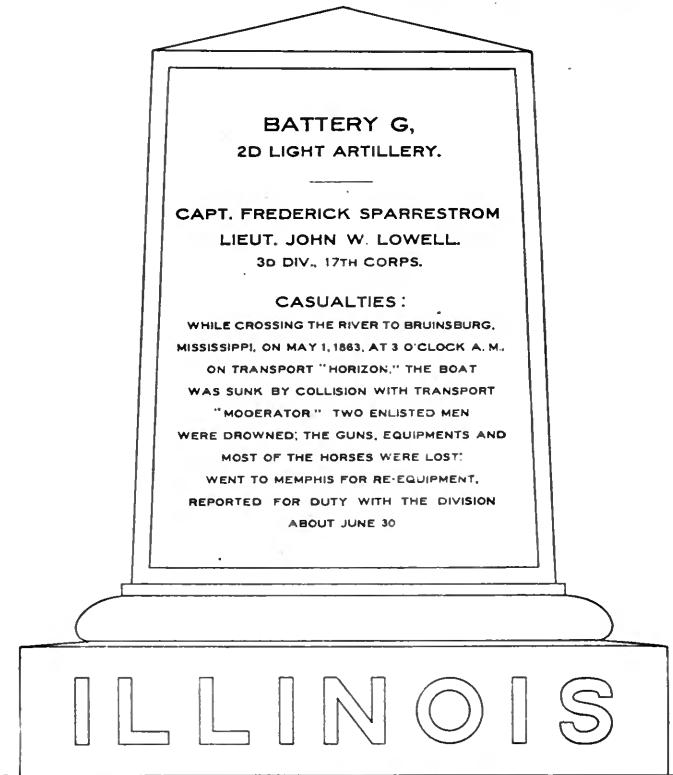 BATTERY G,
2D LIGHT ARTILLERY.
CAPT. FREDERICK SPARRESTROM
LIEUT. JOHN W. LOWELL.
3D DIV., 17TH CORPS.
CASUALTIES:
WHILE CROSSING THE RIVER TO BRUINSBURG,
MISSISSIPPI, ON MAY 1, 1863, AT 3 O'CLOCK A. M.,
ON TRANSPORT "HORIZON," THE BOAT
WAS SUNK BY COLLISION WITH TRANSPORT
"MODERATOR" TWO ENLISTED MEN
WERE DROWNED; THE GUNS, EQUIPMENTS AND
MOST OF THE HORSES WERE LOST:
WENT TO MEMPHIS FOR RE-EQUIPMENT,
REPORTED FOR DUTY WITH THE DIVISION
ABOUT JUNE 30
ILLINOIS